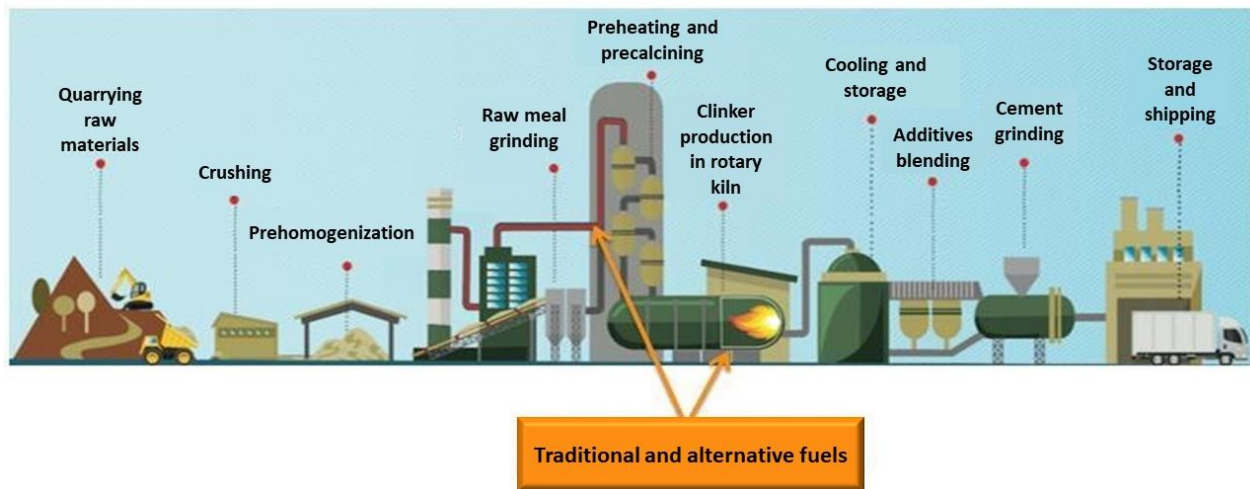 Quarrying
raw
materials
Crushing
Prehomogenization
Raw meal
grinding
Preheating and
precalcining
Clinker
production
in rotary
kiln
Cooling and
storage
Additives
blending
Cement
grinding
Storage
and
shipping
Traditional and alternative fuels